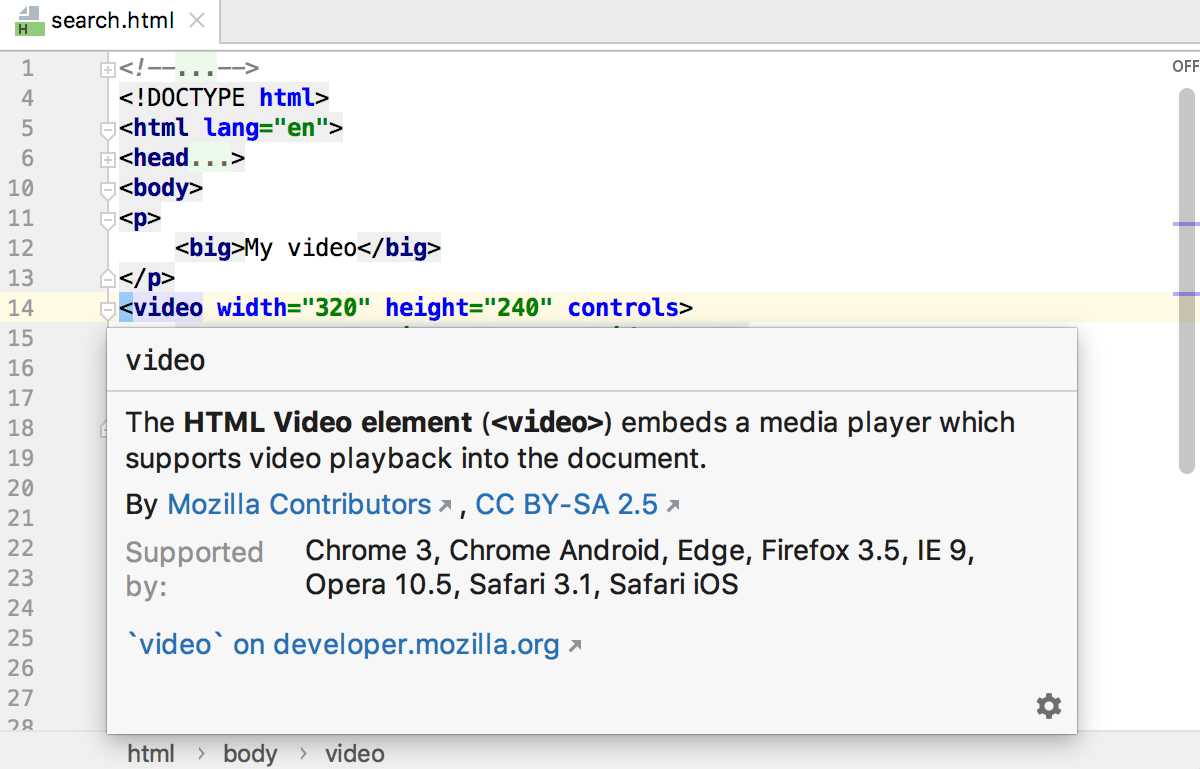 H search.html
OFF
1 <!--...-->
4 <!DOCTYPE html>
5 <html lang="en">
6 <head...>
10 <body>
11 <p>
12 <big>My video</big>
13 </p>
14 <video width="320" height="240" controls>
15
16
17
18
19
20
21
22
23
24
25
26
27
28
video
The HTML Video element (<video>) embeds a media player which
supports video playback into the document.
By Mozilla Contributors↗, CC BY-SA 2.5↗
Supported by: Chrome 3, Chrome Android, Edge, Firefox 3.5, IE 9,
Opera 10.5, Safari 3.1, Safari iOS
`video` on developer.mozilla.org↗
html › body › video